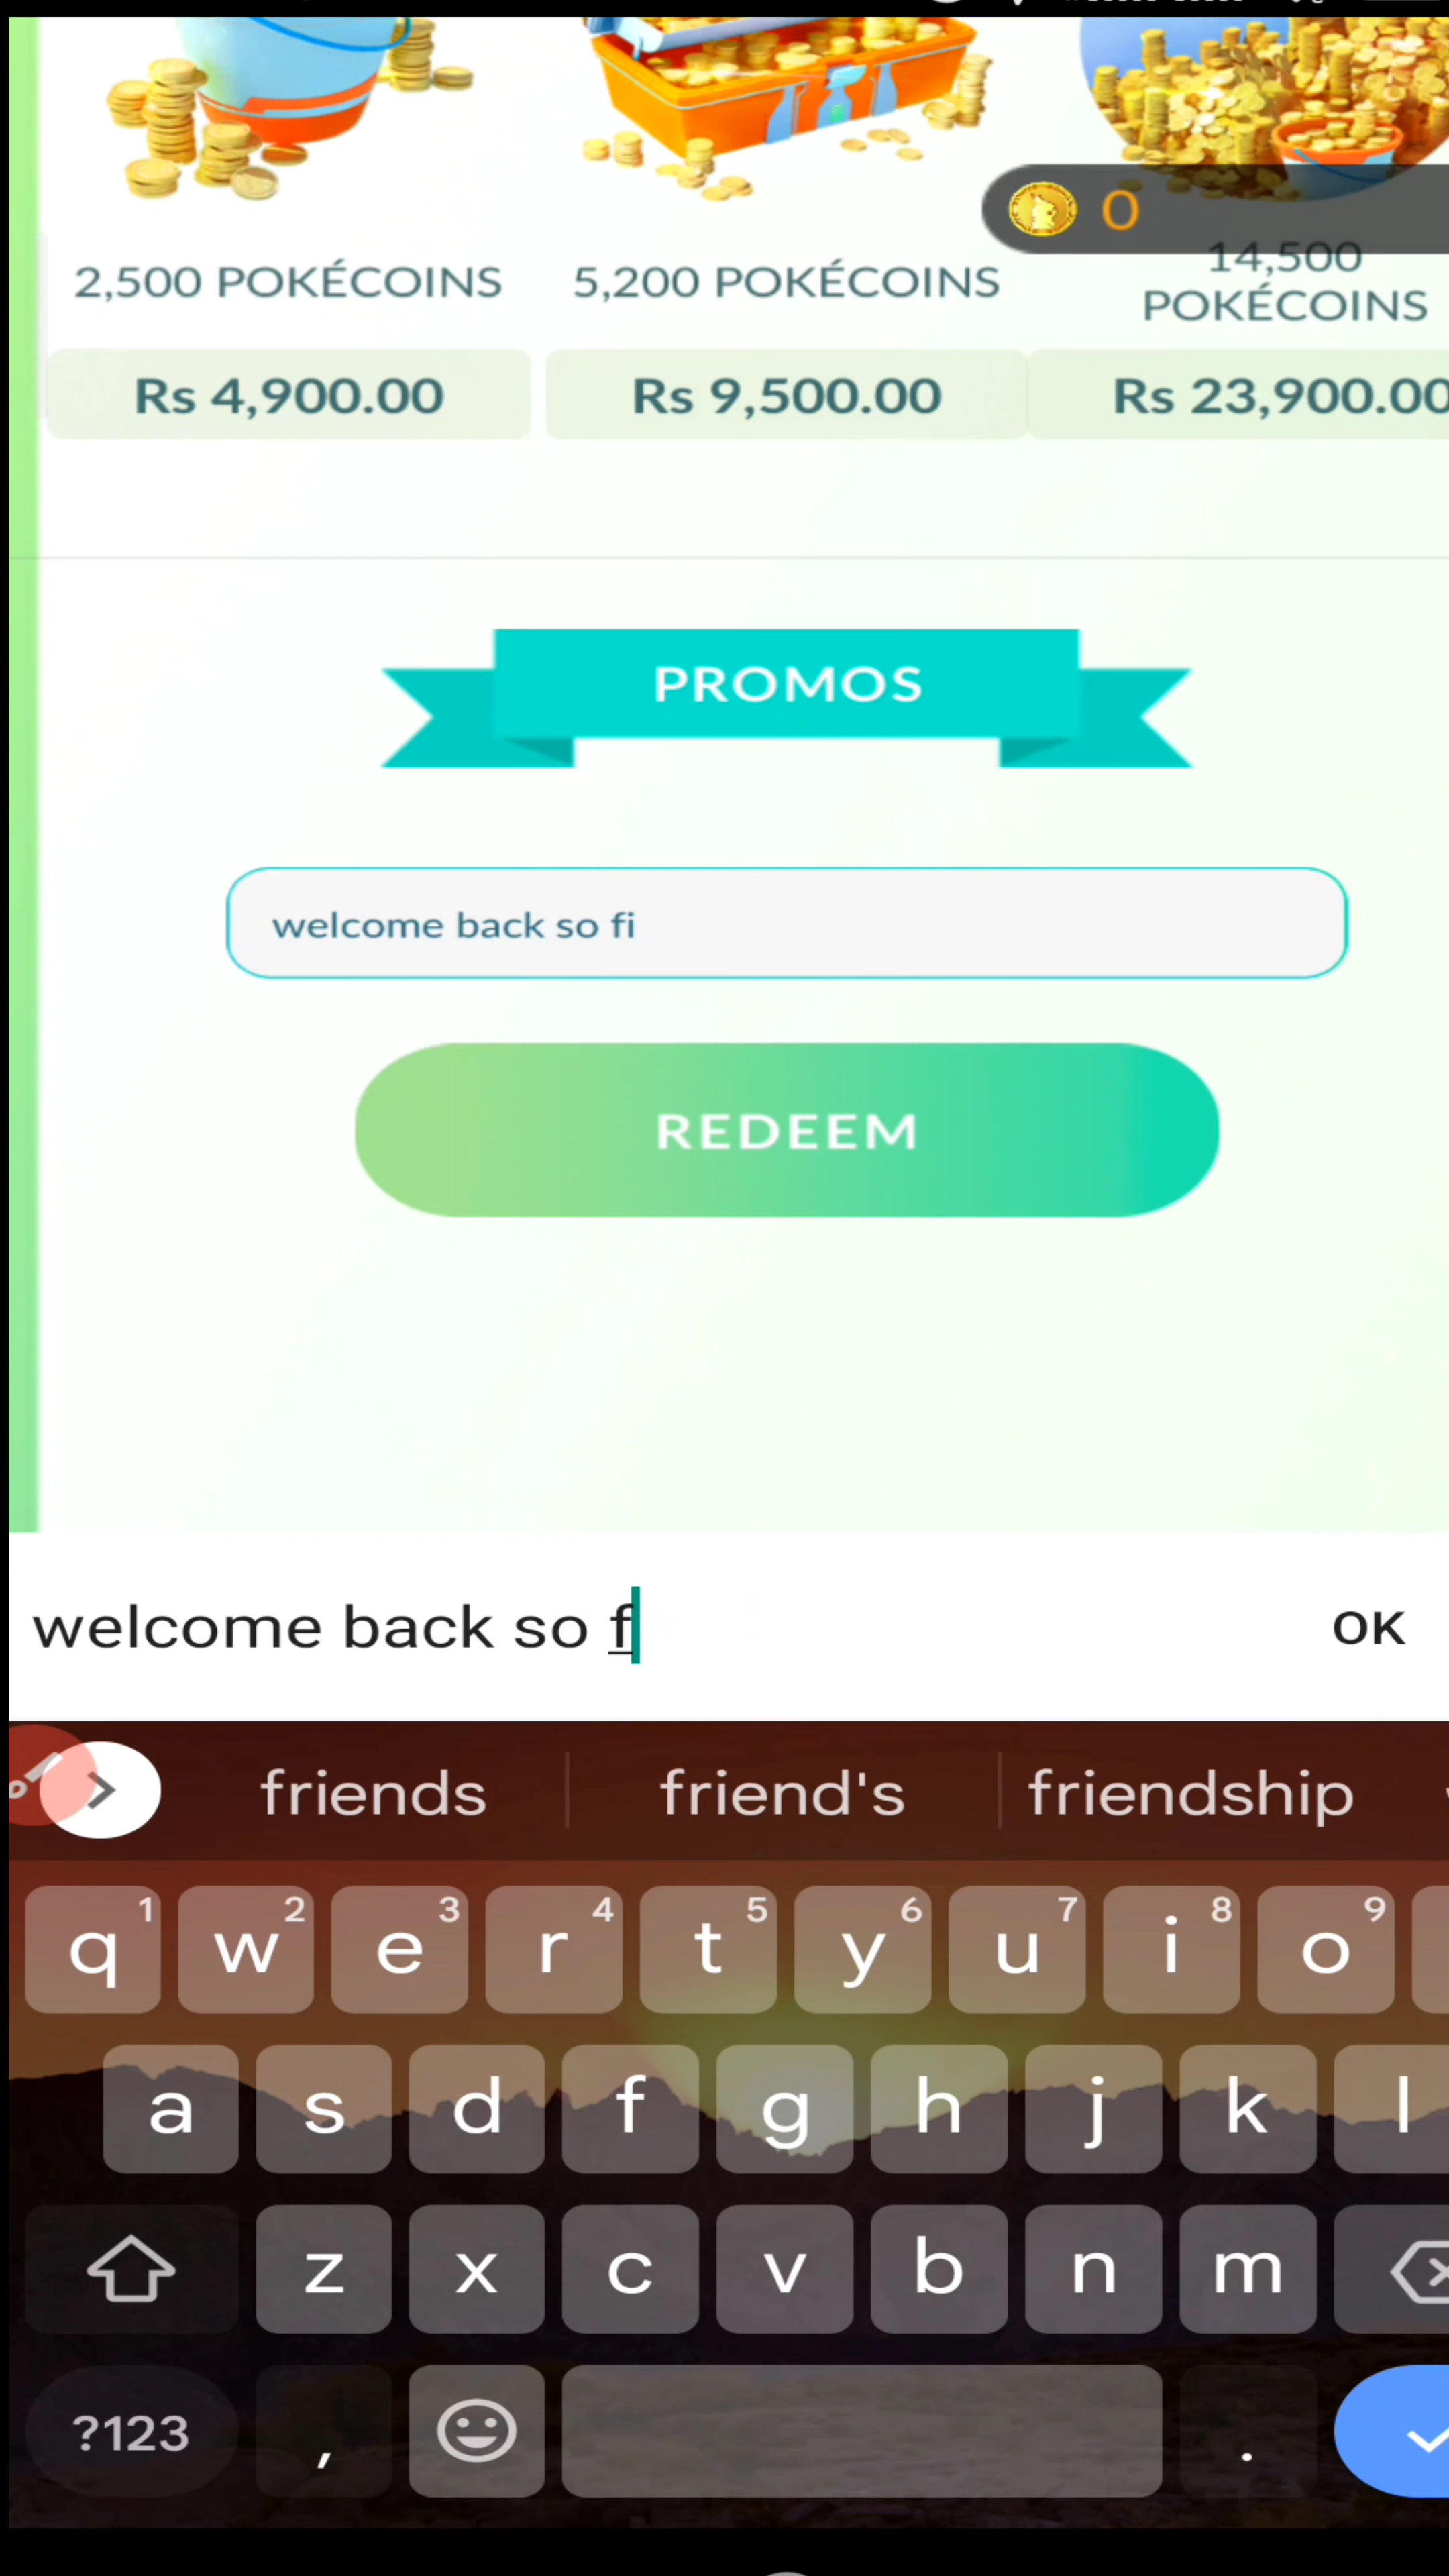 0
2,500 POKÉCOINS
5,200 POKÉCOINS
14,500
POKÉCOINS
Rs 4,900.00
Rs 9,500.00
Rs 23,900.00
PROMOS
welcome back so fi
REDEEM
welcome back so f
OK
friends
friend's
friendship
1 2 3 4 5 6 7 8 9
q w e r t y u i o
a s d f g h j k l
z x c v b n m
?123 , .